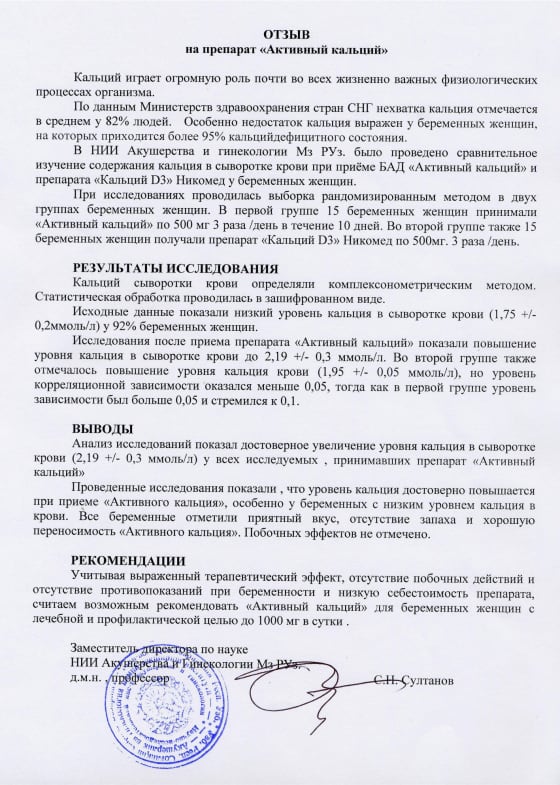 ОТЗЫВ
на препарат «Активный кальций»
Кальций играет огромную роль почти во всех жизненно важных физиологических
процессах организма.
По данным Министерств здравоохранения стран СНГ нехватка кальция отмечается
в среднем у 82% людей. Особенно недостаток кальция выражен у беременных женщин,
на которых приходится более 95% кальцийдефицитного состояния.
В НИИ Акушерства и гинекологии Мз РУз. было проведено сравнительное
изучение содержания кальция в сыворотке крови при приёме БАД «Активный кальций» и
препарата «Кальций D3» Никомед у беременных женщин.
При исследованиях проводилась выборка рандомизированным методом в двух
группах беременных женщин. В первой группе 15 беременных женщин принимали
«Активный кальций» по 500 мг 3 раза /день в течение 10 дней. Во второй группе также 15
беременных женщин получали препарат «Кальций D3» Никомед по 500мг. 3 раза /день.
РЕЗУЛЬТАТЫ ИССЛЕДОВАНИЯ
Кальций сыворотки крови определяли комплексонометрическим методом.
Статистическая обработка проводилась в зашифрованном виде.
Исходные данные показали низкий уровень кальция в сыворотке крови (1,75 +/-
0,2ммоль/л) у 92% беременных женщин.
Исследования после приема препарата «Активный кальций» показали повышение
уровня кальция в сыворотке крови до 2,19 +/- 0,3 ммоль/л. Во второй группе также
отмечалось повышение уровня кальция крови (1,95 +/- 0,05 ммоль/л), но уровень
корреляционной зависимости оказался меньше 0,05, тогда как в первой группе уровень
зависимости был больше 0,05 и стремился к 0,1.
ВЫВОДЫ
Анализ исследований показал достоверное увеличение уровня кальция в сыворотке
крови (2,19 +/- 0,3 ммоль/л) у всех исследуемых , принимавших препарат «Активный
кальций»
Проведенные исследования показали , что уровень кальция достоверно повышается
при приеме «Активного кальция», особенно у беременных с низким уровнем кальция в
крови. Все беременные отметили приятный вкус, отсутствие запаха и хорошую
переносимость «Активного кальция». Побочных эффектов не отмечено.
РЕКОМЕНДАЦИИ
Учитывая выраженный терапевтический эффект, отсутствие побочных действий и
отсутствие противопоказаний при беременности и низкую себестоимость препарата,
считаем возможным рекомендовать «Активный кальций» для беременных женщин с
лечебной и профилактической целью до 1000 мг в сутки .
Заместитель директора по науке
НИИ Акушерства и Гинекологии Мз РУз.
д.м.н. , профессор С.Н. Султанов